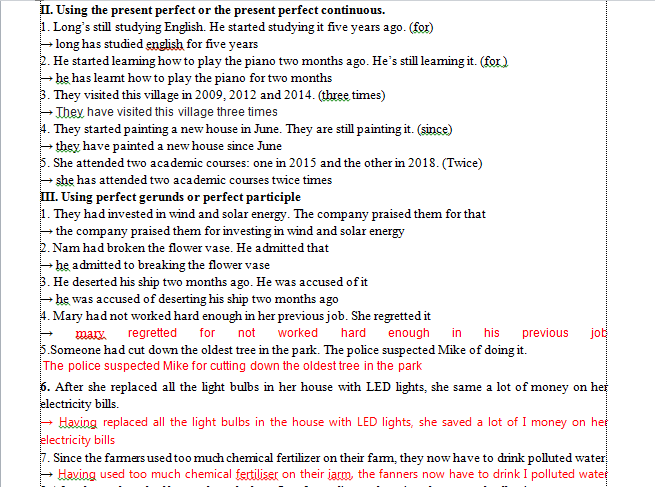 II. Using the present perfect or the present perfect continuous.
1. Long's still studying English. He started studying it five years ago. (for)
→ long has studied english for five years
2. He started learning how to play the piano two months ago. He's still learning it. (for )
→ he has learnt how to play the piano for two months
3. They visited this village in 2009, 2012 and 2014. (three times)
→ They have visited this village three times
4. They started painting a new house in June. They are still painting it. (since)
→ they have painted a new house since June
5. She attended two academic courses: one in 2015 and the other in 2018. (Twice)
→ she has attended two academic courses twice times
III. Using perfect gerunds or perfect participle
1. They had invested in wind and solar energy. The company praised them for that
→ the company praised them for investing in wind and solar energy
2. Nam had broken the flower vase. He admitted that
→ he admitted to breaking the flower vase
3. He deserted his ship two months ago. He was accused of it
→ he was accused of deserting his ship two months ago
4. Mary had not worked hard enough in her previous job. She regretted it
→ mary regretted for not worked hard enough in his previous job
5.Someone had cut down the oldest tree in the park. The police suspected Mike of doing it.
The police suspected Mike for cutting down the oldest tree in the park
6. After she replaced all the light bulbs in her house with LED lights, she same a lot of money on her
electricity bills.
→ Having replaced all the light bulbs in the house with LED lights, she saved a lot of I money on her
electricity bills
7. Since the farmers used too much chemical fertilizer on their farm, they now have to drink polluted water
→ Having used too much chemical fertiliser on their jarm, the fanners now have to drink I polluted water